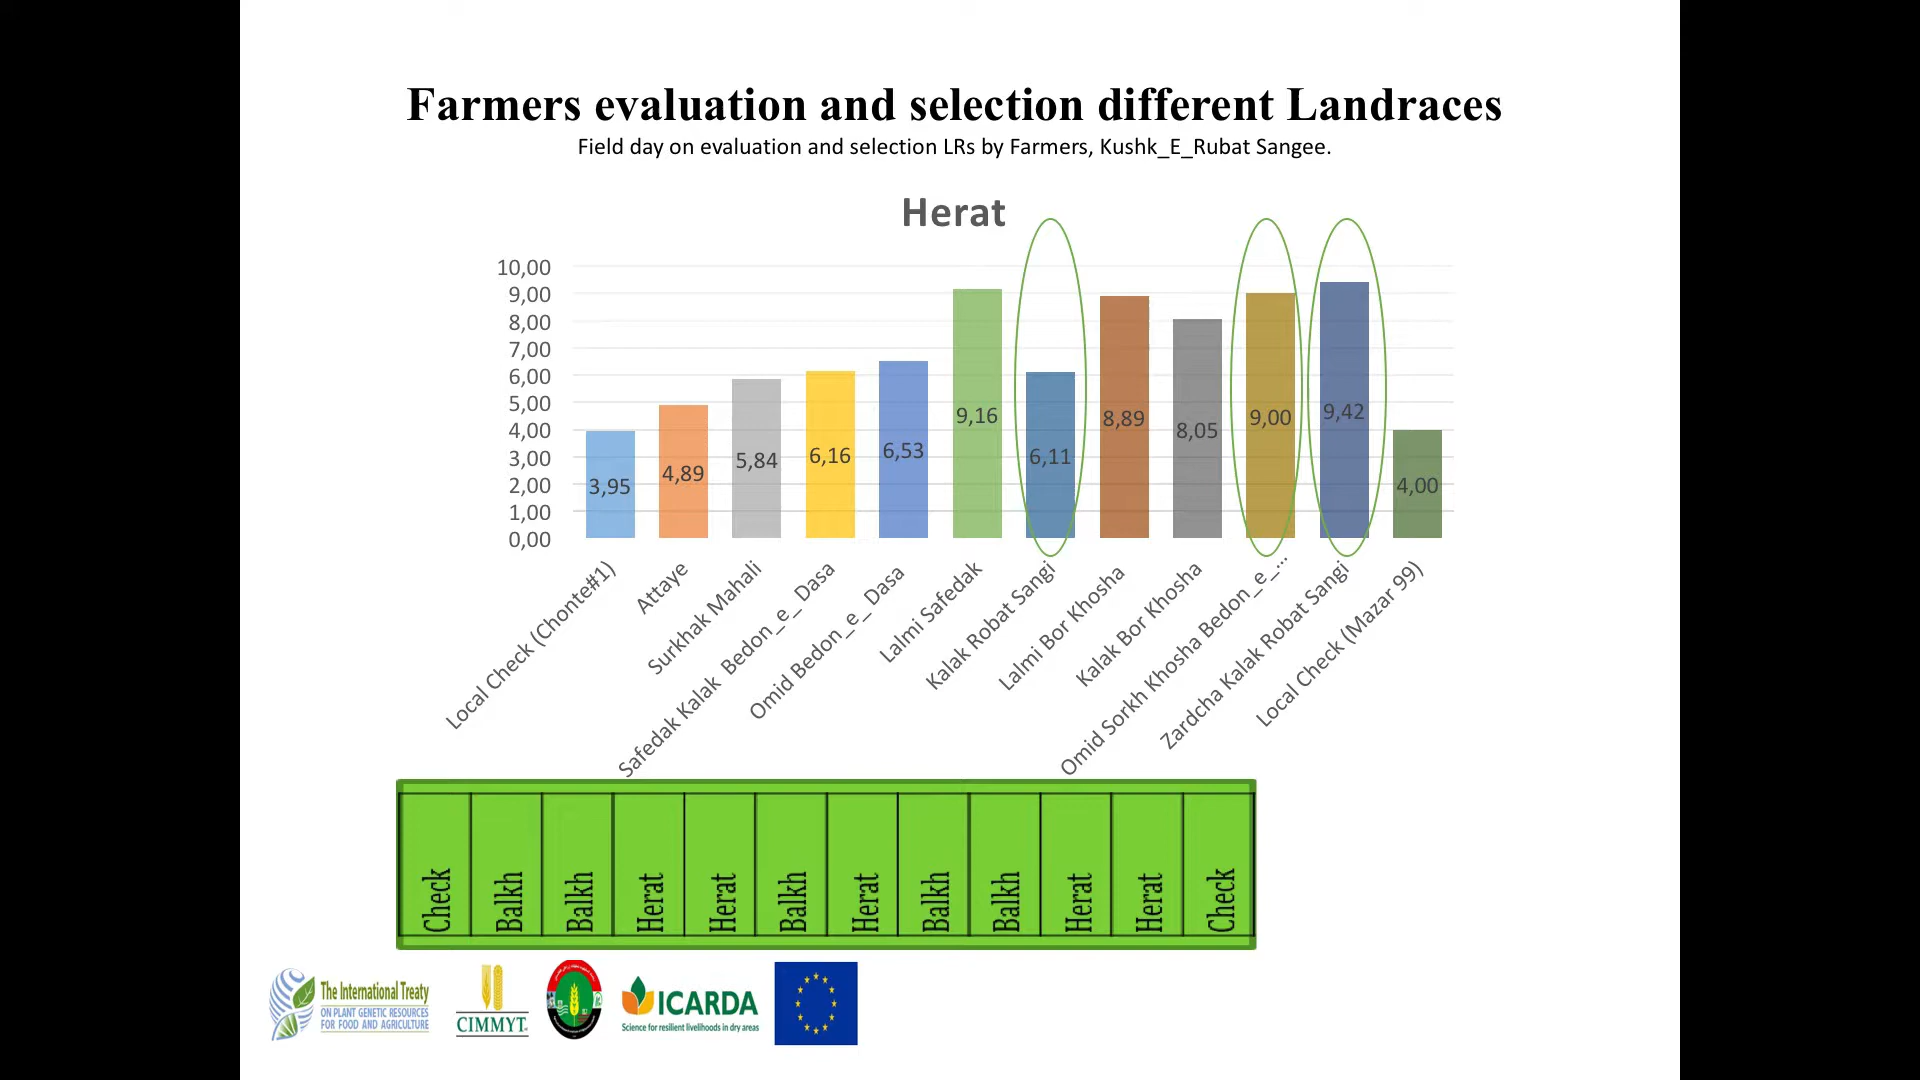 Farmers evaluation and selection different Landraces
Field day on evaluation and selection LRs by Farmers, Kushk_E_Rubat Sangee.
Herat
10,00
9,00
8,00
7,00
6,00
5,00
4,00
3,00
2,00
1,00
0,00
3,95
4,89
5,84
6,16
6,53
9,16
6,11
8,89
8,05
9,00
9,42
4,00
Local Check (Chonte#1)
Attaye
Surkhak Mahali
Safedak Kalak Bedon_e_ Dasa
Omid Bedon_e_ Dasa
Lalmi Safedak
Kalak Robat Sangi
Lalmi Bor Khosha
Kalak Bor Khosha
Omid Sorkh Khosha Bedon_e_...
Zardcha Kalak Robat Sangi
Local Check (Mazar 99)
Check
Balkh
Balkh
Herat
Herat
Balkh
Herat
Balkh
Balkh
Herat
Herat
Check
The International Treaty
ON PLANT GENETIC RESOURCES
FOR FOOD AND AGRICULTURE
CIMMYT
ICARDA
Science for resilient livelihoods in dry areas